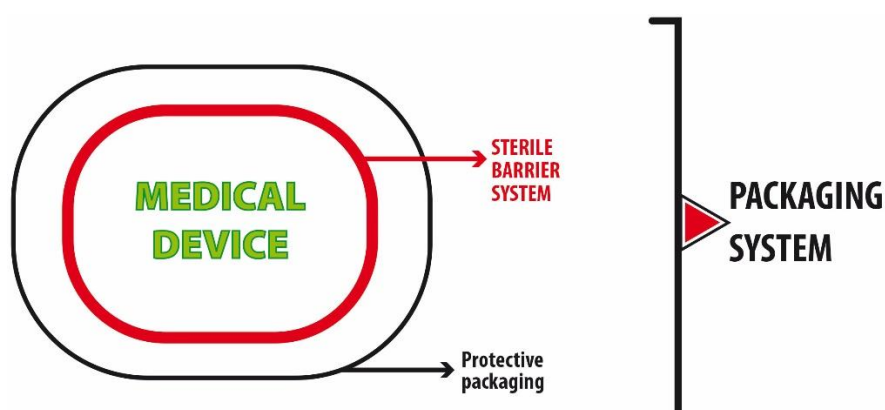 MEDICAL
DEVICE
STERILE
BARRIER
SYSTEM
Protective
packaging
PACKAGING
SYSTEM